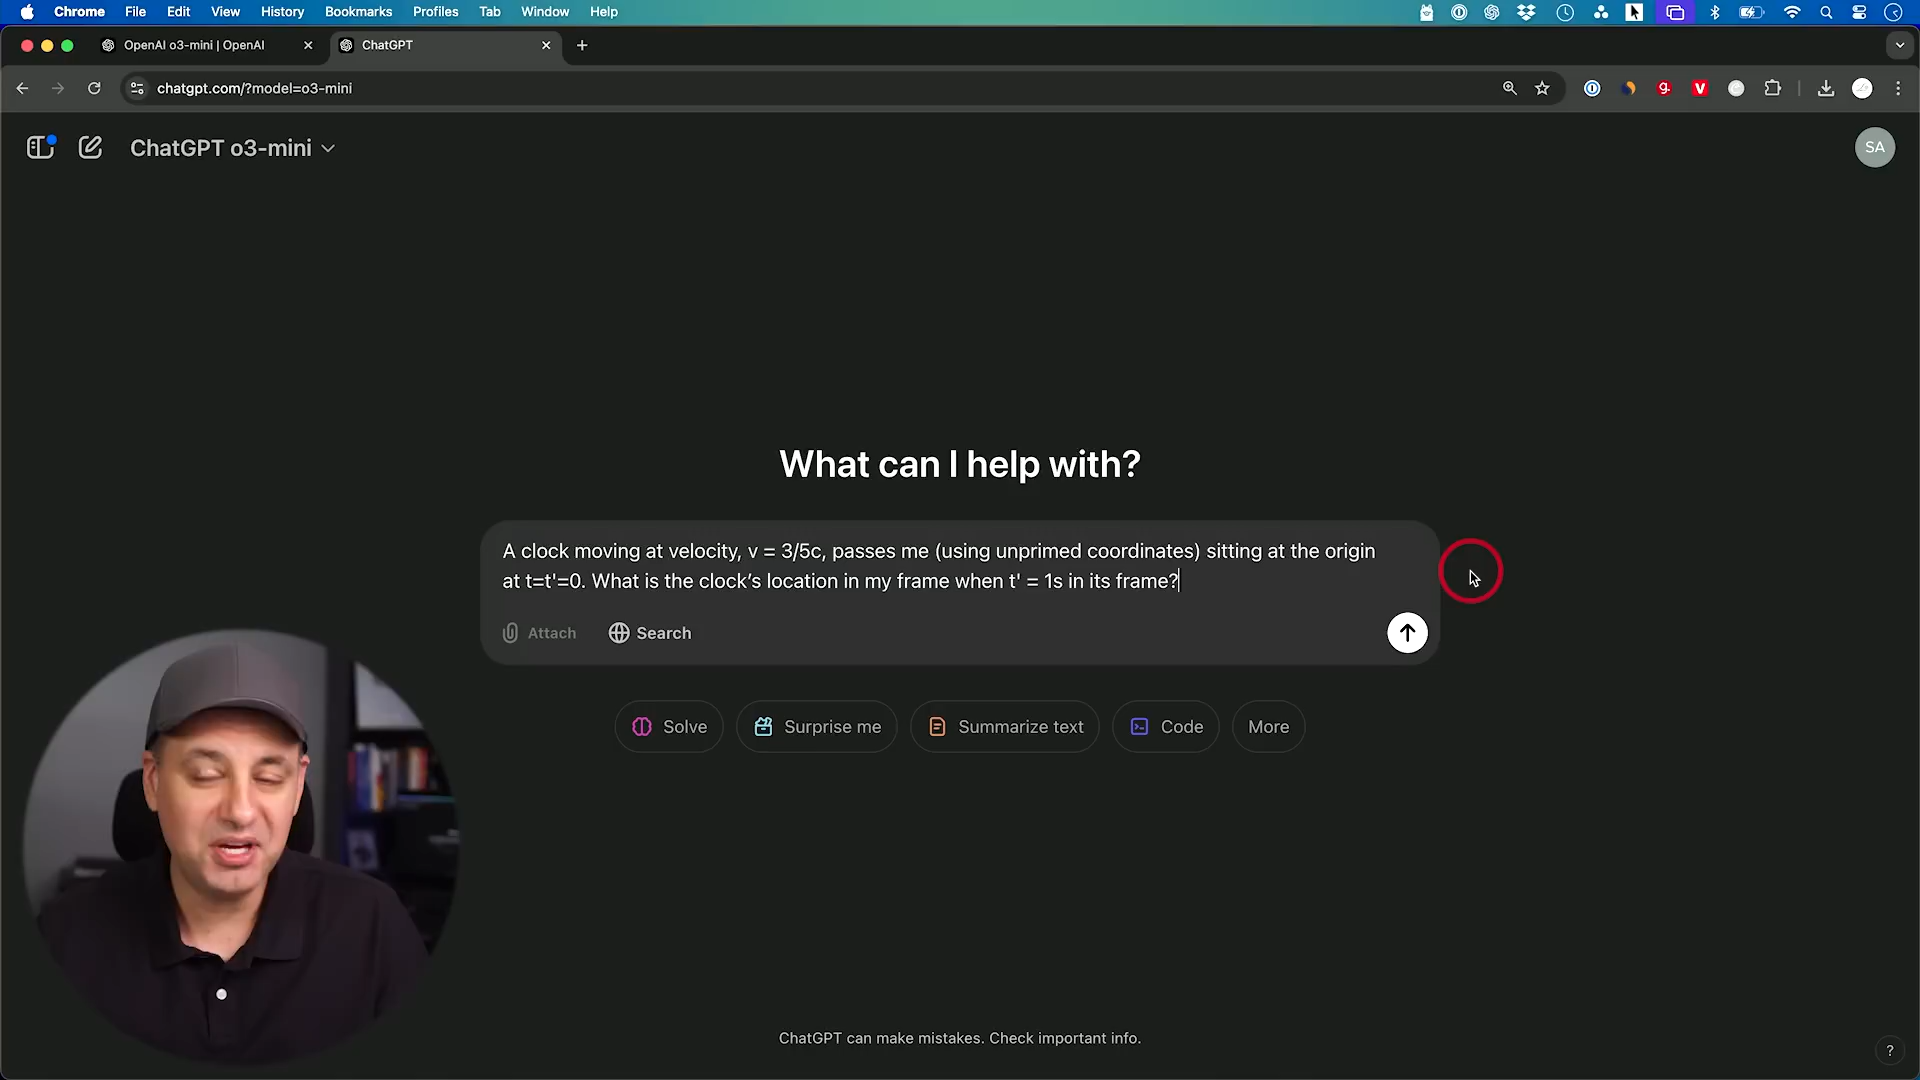 Chrome File Edit View History Bookmarks Profiles Tab Window Help
OpenAI o3-mini | OpenAI
ChatGPT
chatgpt.com/?model=o3-mini
ChatGPT o3-mini
SA
What can I help with?
A clock moving at velocity, v = 3/5c, passes me (using unprimed coordinates) sitting at the origin
at t=t'=0. What is the clock’s location in my frame when t' = 1s in its frame?
Attach
Search
Solve
Surprise me
Summarize text
Code
More
ChatGPT can make mistakes. Check important info.
?